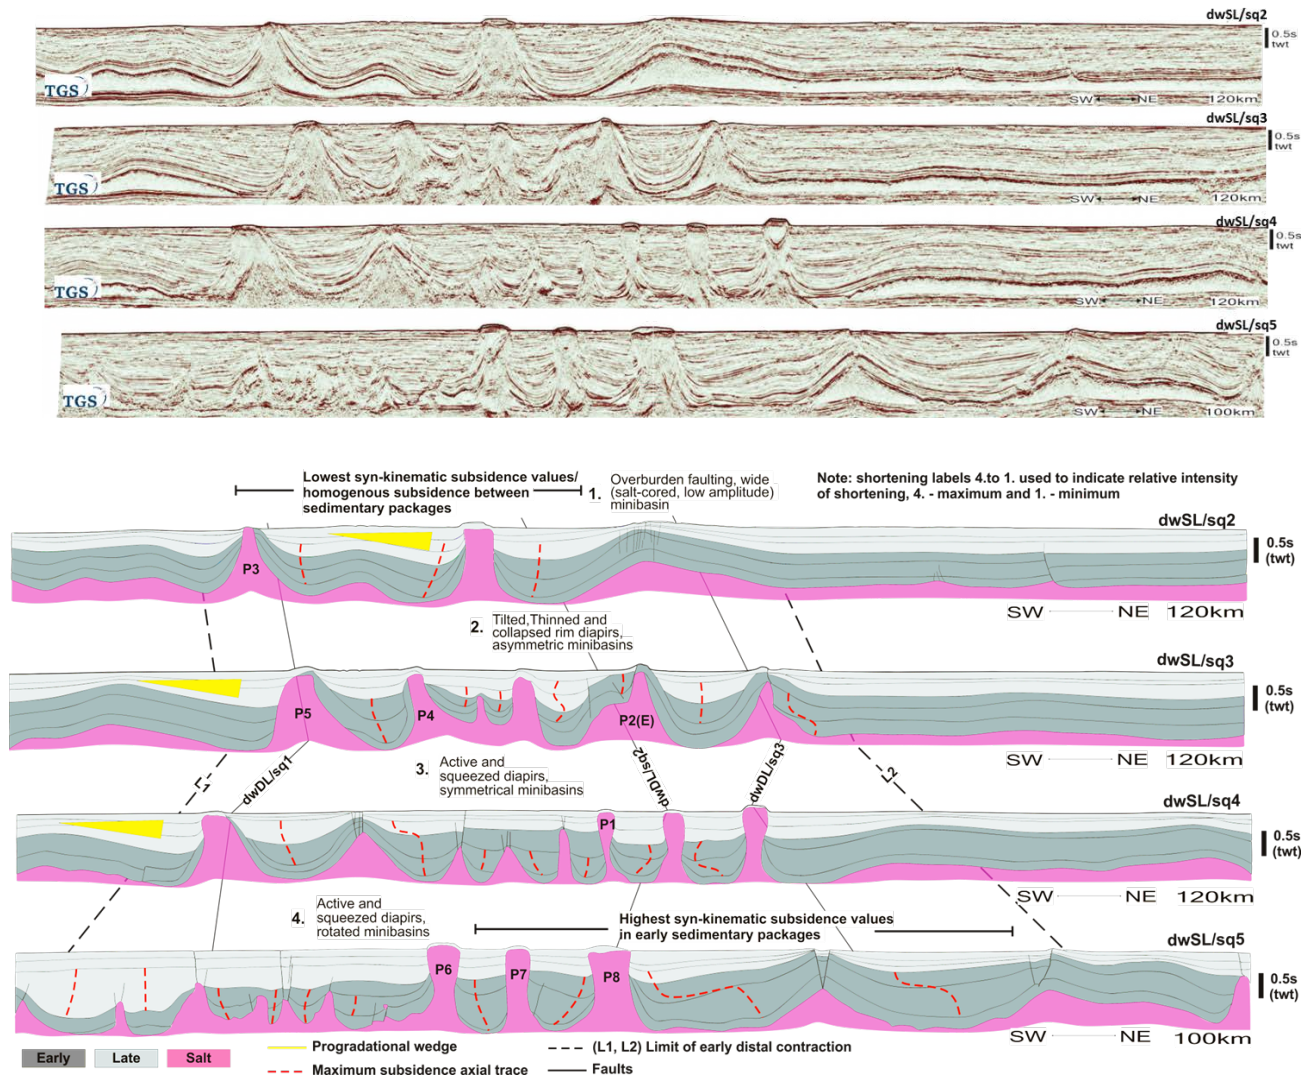 dwSL/sq2
0.5s
twt
TGS
SW NE 120km
dwSL/sq3
0.5s
twt
TGS
SW NE 120km
dwSL/sq4
0.5s
twt
TGS
SW NE 120km
dwSL/sq5
0.5s
twt
TGS
SW NE 100km
Lowest syn-kinematic subsidence values/
homogenous subsidence between
sedimentary packages
1. Overburden faulting, wide
(salt-cored, low amplitude)
minibasin
Note: shortening labels 4.to 1. used to indicate relative intensity
of shortening, 4. - maximum and 1. - minimum
dwSL/sq2
0.5s
(twt)
P3
SW NE 120km
2. Tilted,Thinned and
collapsed rim diapirs,
asymmetric minibasins
dwSL/sq3
0.5s
(twt)
P5
P4
P2(E)
SW NE 120km
L1
dwDL/sq1
3. Active and
squeezed diapirs,
symmetrical minibasins
dwDL/sq2
dwDL/sq3
L2
dwSL/sq4
0.5s
(twt)
P1
SW NE 120km
4. Active and
squeezed diapirs,
rotated minibasins
Highest syn-kinematic subsidence values
in early sedimentary packages
dwSL/sq5
0.5s
(twt)
P6
P7
P8
SW NE 100km
Early
Late
Salt
Progradational wedge
Maximum subsidence axial trace
(L1, L2) Limit of early distal contraction
Faults